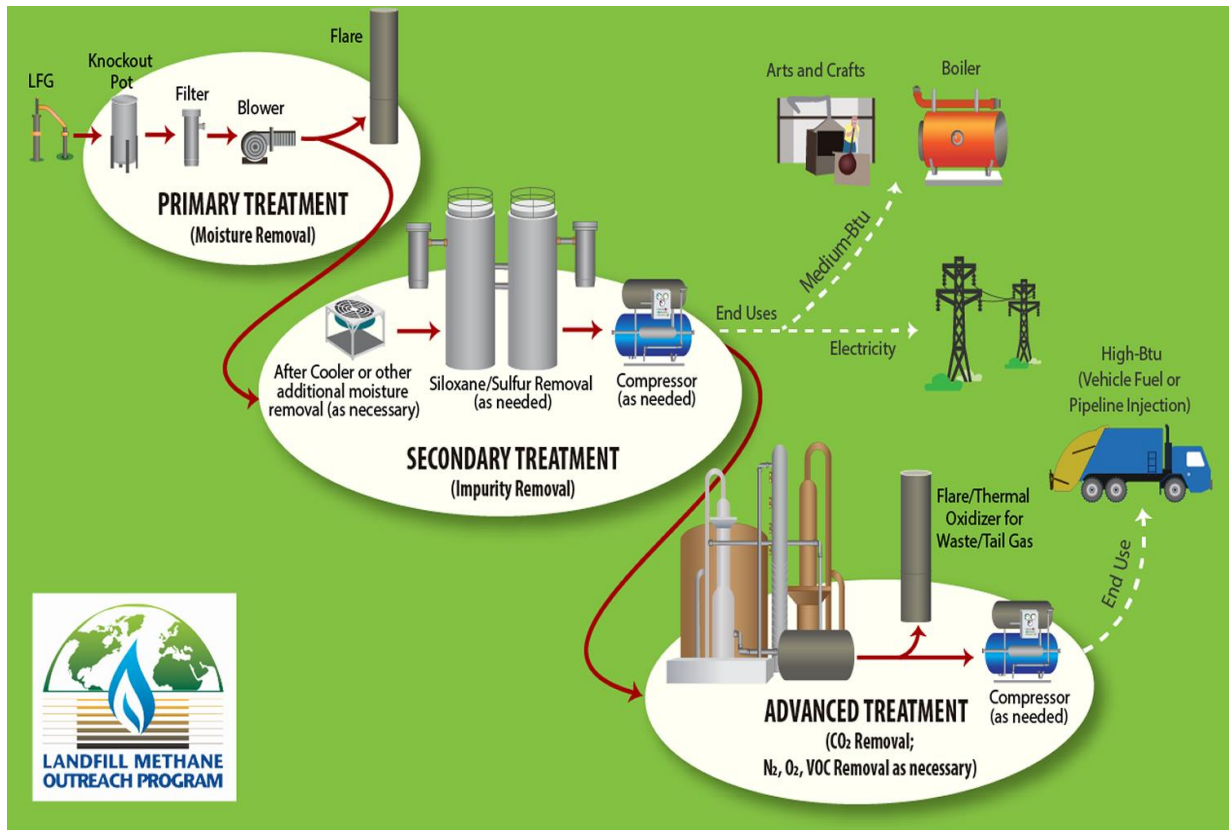 LFG
Knockout
Pot
Filter
Blower
Flare
PRIMARY TREATMENT
(Moisture Removal)
After Cooler or other
additional moisture
removal (as necessary)
Siloxane/Sulfur Removal
(as needed)
Compressor
(as needed)
SECONDARY TREATMENT
(Impurity Removal)
End Uses
Medium-Btu
Arts and Crafts
Boiler
Electricity
High-Btu
(Vehicle Fuel or
Pipeline Injection)
Flare/Thermal
Oxidizer for
Waste/Tail Gas
End Use
Compressor
(as needed)
ADVANCED TREATMENT
(CO₂ Removal;
N₂, O₂, VOC Removal as necessary)
LANDFILL METHANE
OUTREACH PROGRAM